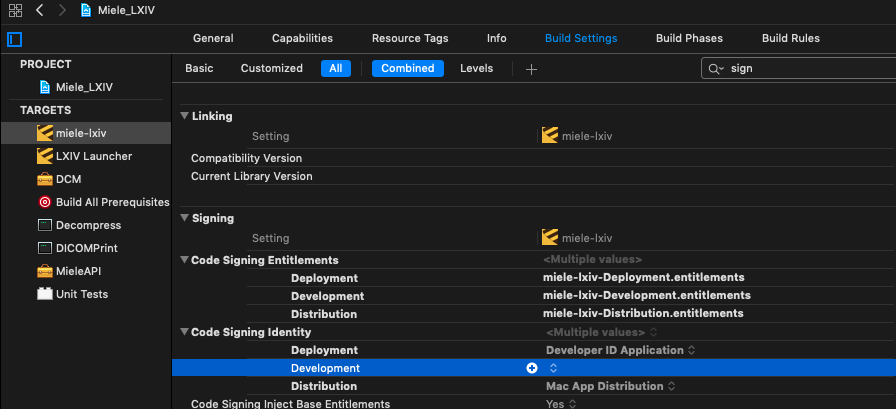 Miele_LXIV
General Capabilities Resource Tags Info Build Settings Build Phases Build Rules
PROJECT
Miele_LXIV
TARGETS
miele-lxiv
LXIV Launcher
DCM
Build All Prerequisites
Decompress
DICOMPrint
MieleAPI
Unit Tests
Basic Customized All Combined Levels + sign
Linking
Setting miele-lxiv
Compatibility Version
Current Library Version
Signing
Setting miele-lxiv
Code Signing Entitlements <Multiple values>
Deployment miele-lxiv-Deployment.entitlements
Development miele-lxiv-Development.entitlements
Distribution miele-lxiv-Distribution.entitlements
Code Signing Identity <Multiple values>
Deployment Developer ID Application
Development
Distribution Mac App Distribution
Code Signing Inject Base Entitlements Yes